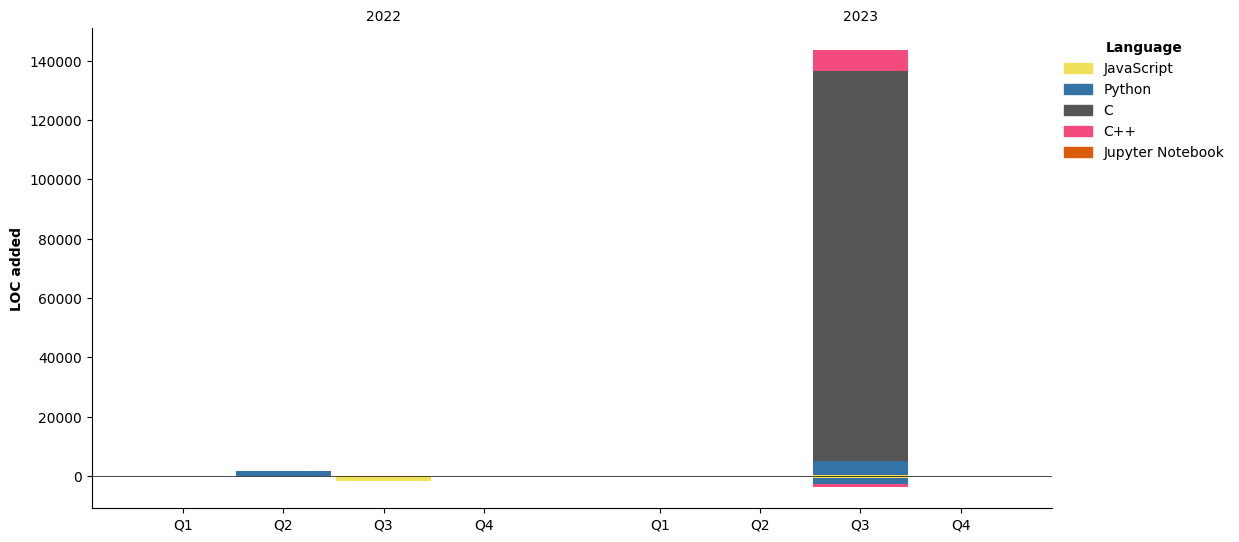 2022
2023
140000
120000
100000
80000
60000
40000
20000
0
LOC added
Q1
Q2
Q3
Q4
Q1
Q2
Q3
Q4
Language
JavaScript
Python
C
C++
Jupyter Notebook